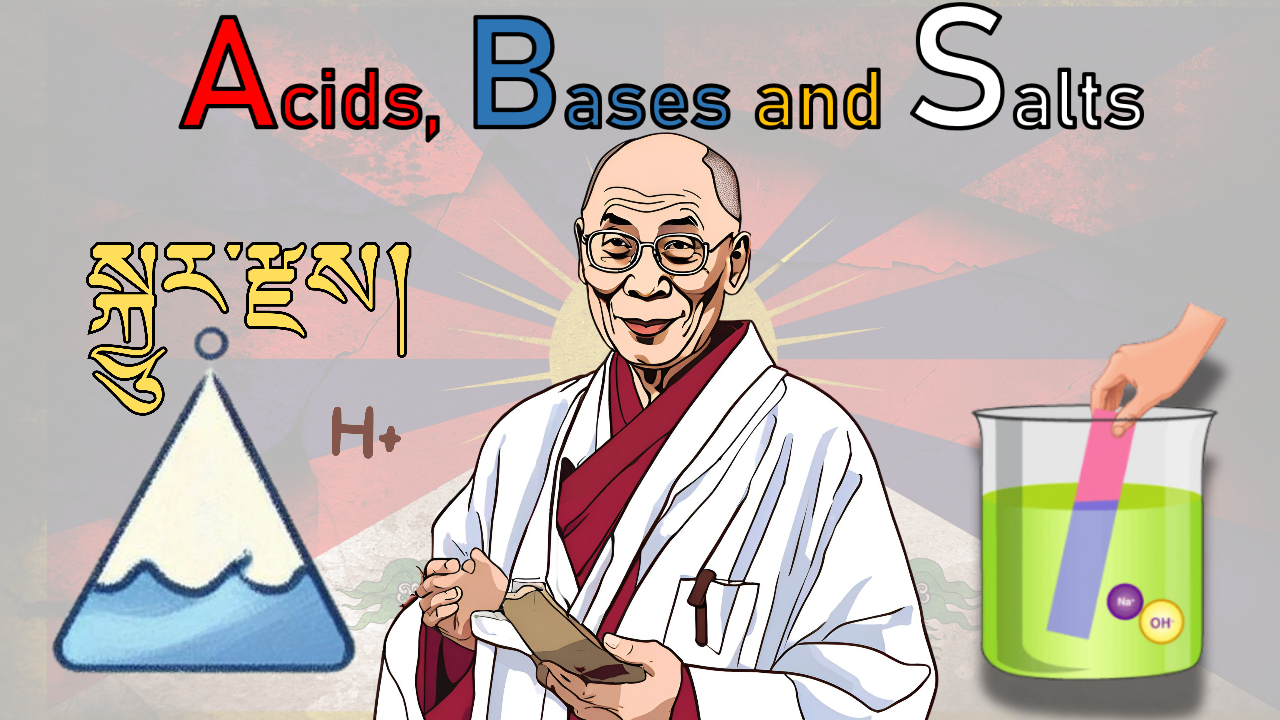 Acids, Bases and Salts
སྐྱུར་རྫས།
H+
Na+
OH-